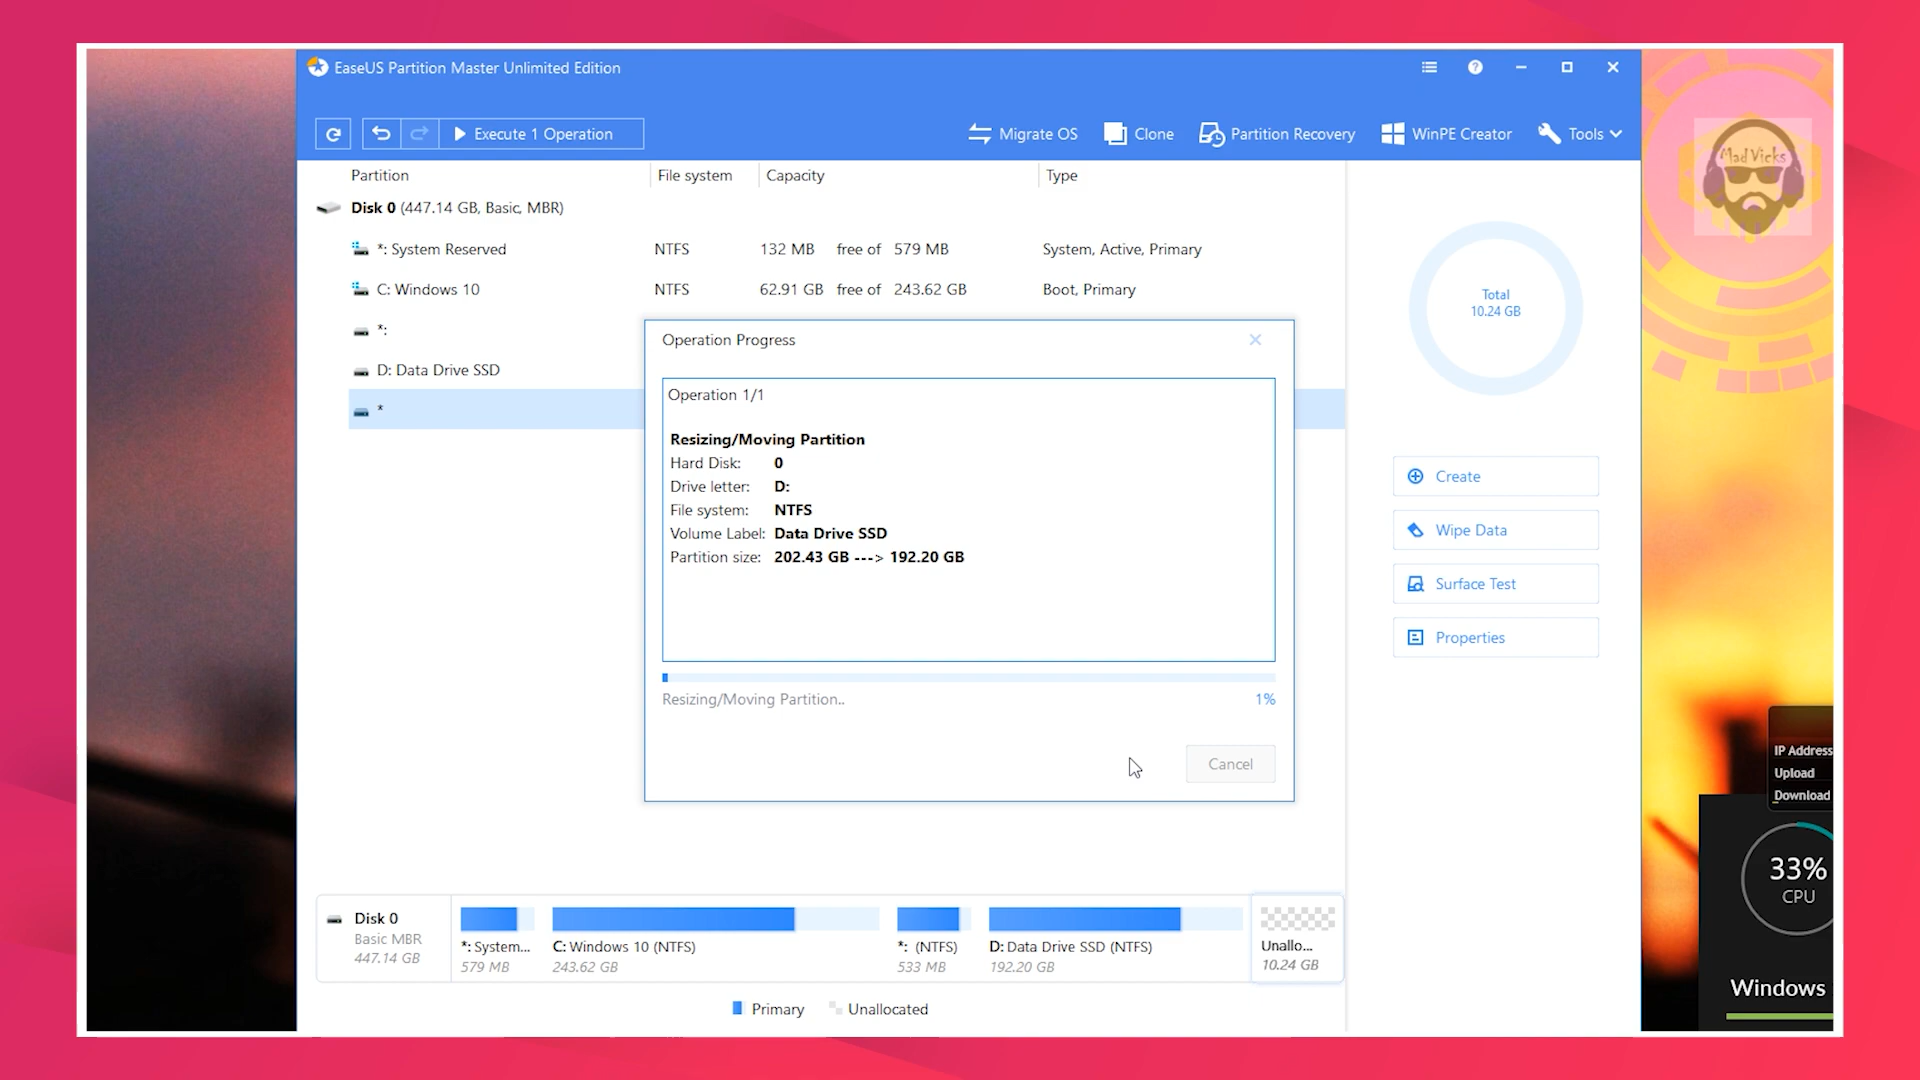 EaseUS Partition Master Unlimited Edition
Execute 1 Operation
Migrate OS
Clone
Partition Recovery
WinPE Creator
Tools
Mad Vicks
Partition File system Capacity Type
Disk 0 (447.14 GB, Basic, MBR)
*: System Reserved NTFS 132 MB free of 579 MB System, Active, Primary
C: Windows 10 NTFS 62.91 GB free of 243.62 GB Boot, Primary
*:
D: Data Drive SSD
*
Total
10.24 GB
Operation Progress
Operation 1/1
Resizing/Moving Partition
Hard Disk: 0
Drive letter: D:
File system: NTFS
Volume Label: Data Drive SSD
Partition size: 202.43 GB ---> 192.20 GB
Resizing/Moving Partition.. 1%
Cancel
Create
Wipe Data
Surface Test
Properties
IP Address
Upload
Download
33%
CPU
Windows
Disk 0
Basic MBR
447.14 GB
*: System...
579 MB
C: Windows 10 (NTFS)
243.62 GB
*: (NTFS)
533 MB
D: Data Drive SSD (NTFS)
192.20 GB
Unallo...
10.24 GB
Primary
Unallocated